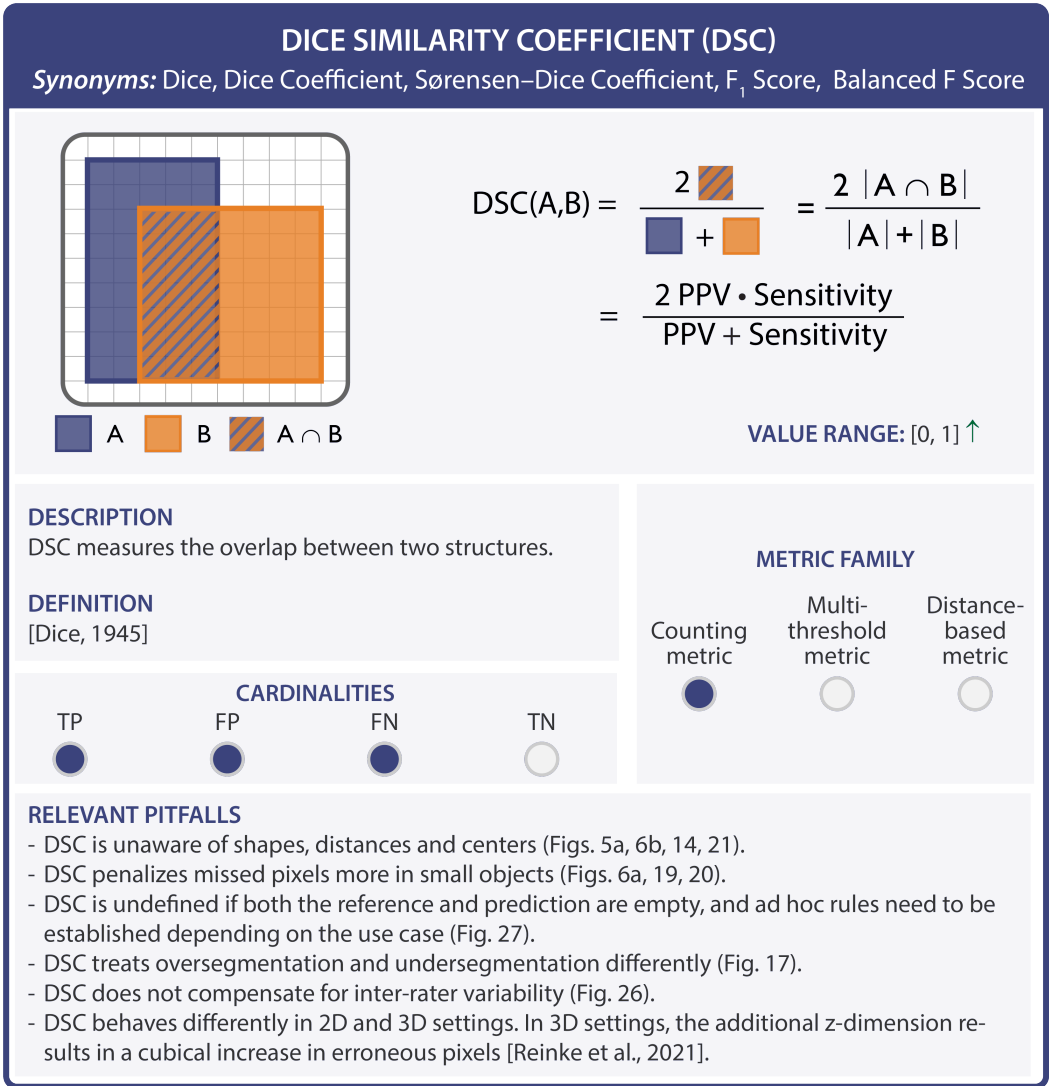 DICE SIMILARITY COEFFICIENT (DSC)
Synonyms: Dice, Dice Coefficient, Sørensen–Dice Coefficient, F1 Score, Balanced F Score
DSC(A,B) = 2 / + = 2 |A ∩ B| / |A| + |B|
= 2 PPV • Sensitivity / PPV + Sensitivity
A B A ∩ B
VALUE RANGE: [0, 1] ↑
DESCRIPTION
DSC measures the overlap between two structures.
DEFINITION
[Dice, 1945]
METRIC FAMILY
Counting
metric
Multi-
threshold
metric
Distance-
based
metric
CARDINALITIES
TP FP FN TN
RELEVANT PITFALLS
- DSC is unaware of shapes, distances and centers (Figs. 5a, 6b, 14, 21).
- DSC penalizes missed pixels more in small objects (Figs. 6a, 19, 20).
- DSC is undefined if both the reference and prediction are empty, and ad hoc rules need to be
established depending on the use case (Fig. 27).
- DSC treats oversegmentation and undersegmentation differently (Fig. 17).
- DSC does not compensate for inter-rater variability (Fig. 26).
- DSC behaves differently in 2D and 3D settings. In 3D settings, the additional z-dimension re-
sults in a cubical increase in erroneous pixels [Reinke et al., 2021].